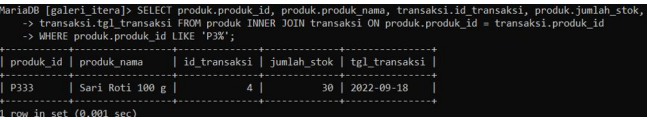 MariaDB [galeri_itera]> SELECT produk.produk_id, produk.produk_nama, transaksi.id_transaksi, produk.jumlah_stok,
    -> transaksi.tgl_transaksi FROM produk INNER JOIN transaksi ON produk.produk_id = transaksi.produk_id
    -> WHERE produk.produk_id LIKE 'P3%';
+-----------+------------------+--------------+-------------+---------------+
| produk_id | produk_nama | id_transaksi | jumlah_stok | tgl_transaksi |
+-----------+------------------+--------------+-------------+---------------+
| P333 | Sari Roti 100 g | 4 | 30 | 2022-09-18 |
+-----------+------------------+--------------+-------------+---------------+
1 row in set (0.001 sec)